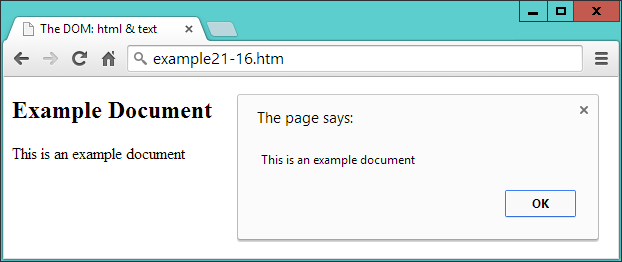 The DOM: html & text
example21-16.htm
Example Document
This is an example document
The page says:
This is an example document
OK